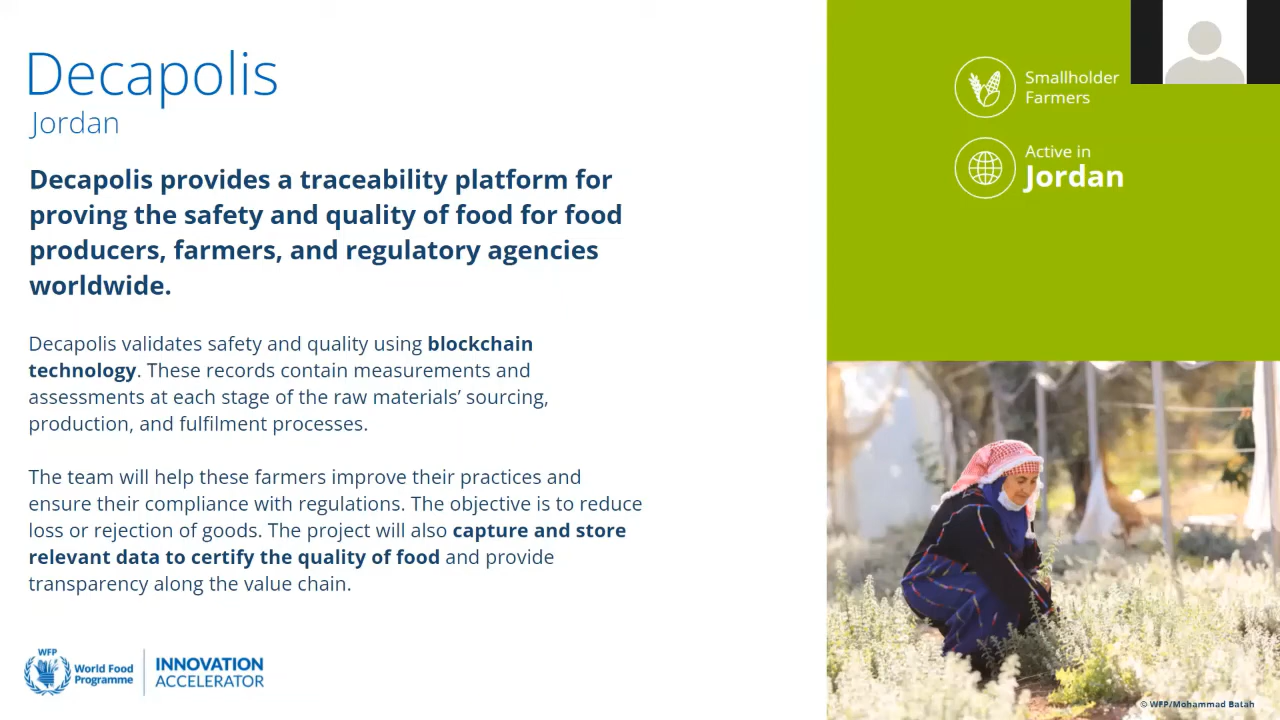 Decapolis
Jordan
Decapolis provides a traceability platform for
proving the safety and quality of food for food
producers, farmers, and regulatory agencies
worldwide.
Decapolis validates safety and quality using blockchain
technology. These records contain measurements and
assessments at each stage of the raw materials’ sourcing,
production, and fulfilment processes.
The team will help these farmers improve their practices and
ensure their compliance with regulations. The objective is to reduce
loss or rejection of goods. The project will also capture and store
relevant data to certify the quality of food and provide
transparency along the value chain.
WFP
World Food
Programme
INNOVATION
ACCELERATOR
Smallholder
Farmers
Active in
Jordan
© WFP/Mohammad Batah